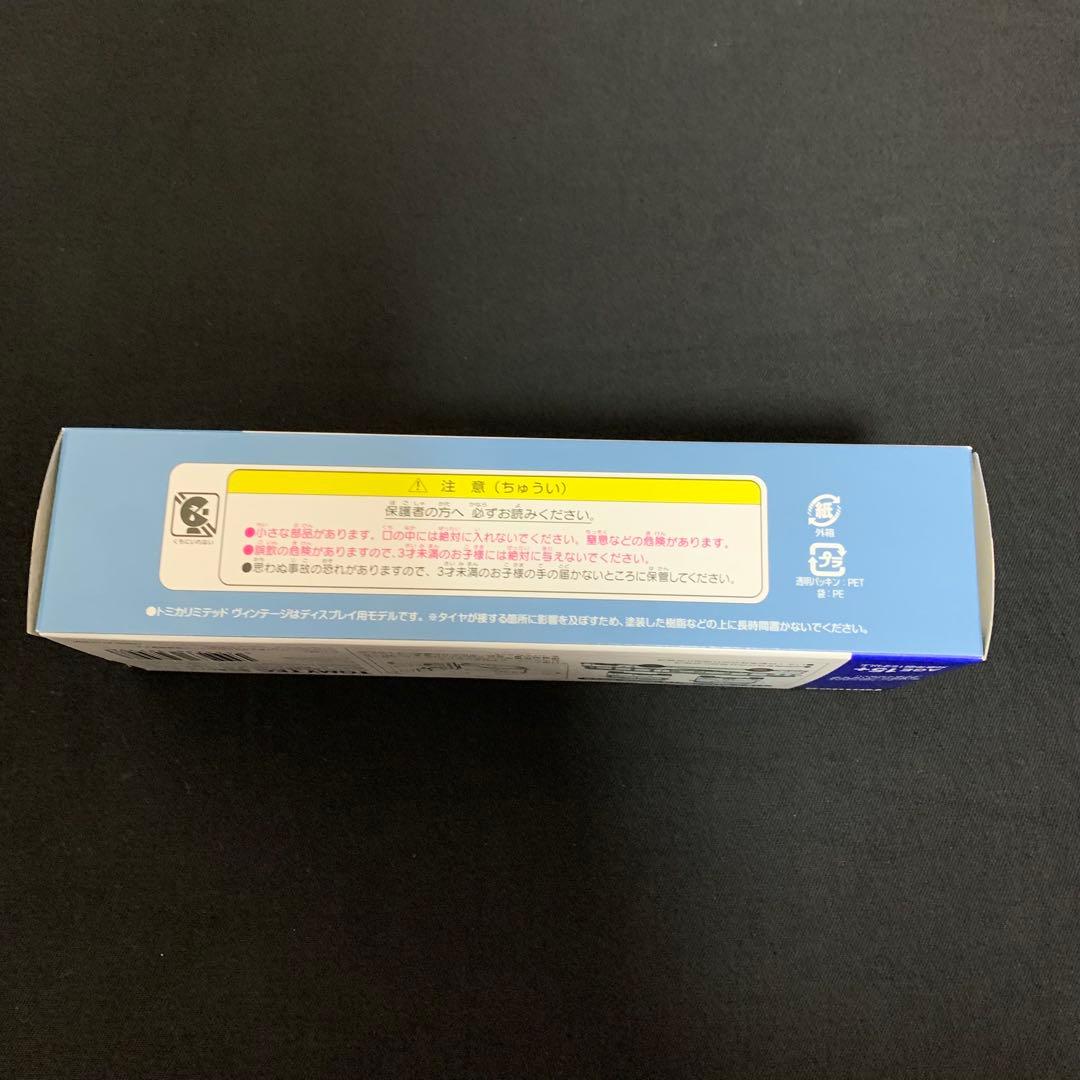 注 意(ちゅうい)
保護者の方へ 必ずお読みください。
●小さな部品があります。口の中には絶対に入れないでください。窒息などの危険があります。
●誤飲の危険がありますので、3才未満のお子様には絶対に与えないでください。
●思わぬ事故の恐れがありますので、3才未満のお子様の手の届かないところに保管してください。
くちにいれない
紙
外箱
プラ
透明パッキン:PET
袋:PE
●トミカリミテッド ヴィンテージはディスプレイ用モデルです。※タイヤが接する箇所に影響を及ぼすため、塗装した樹脂などの上に長時間置かないでください。